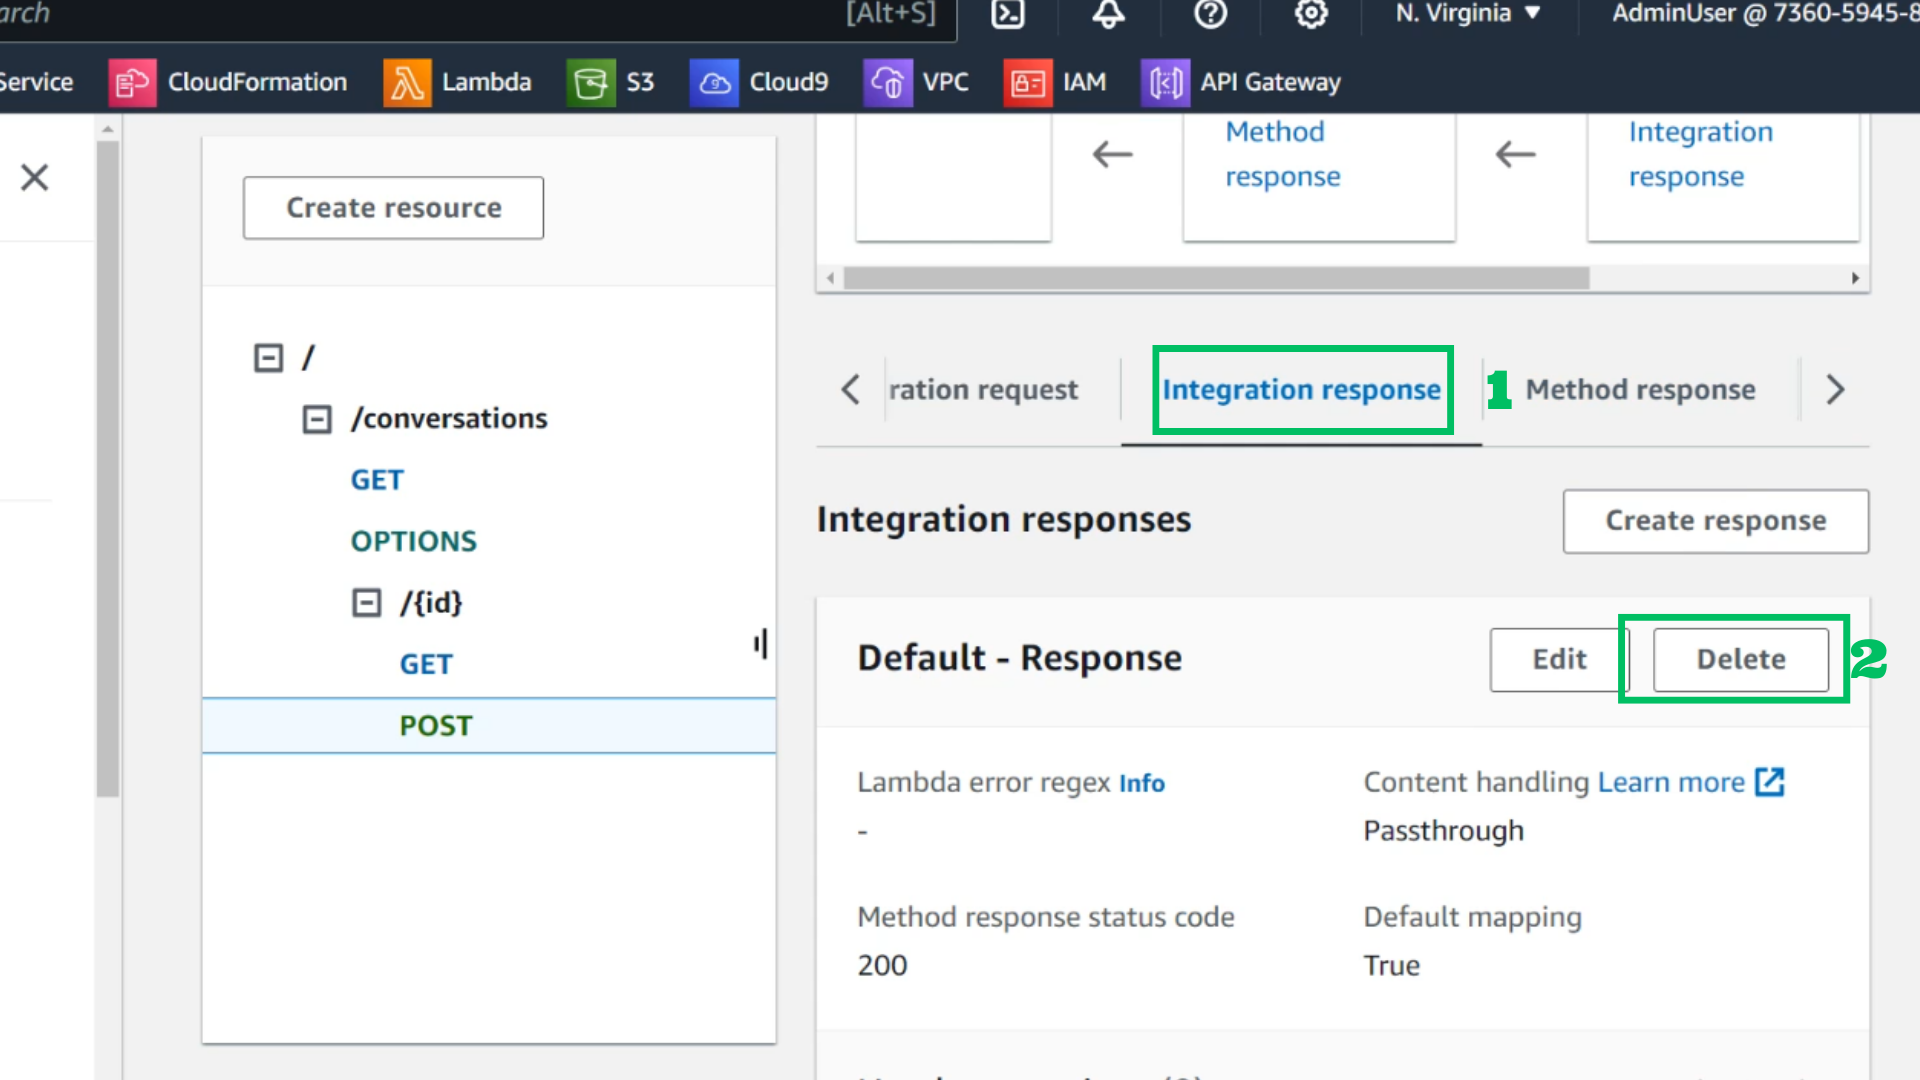 arch [Alt+S] N. Virginia ▼ AdminUser @ 7360-5945-8
Service CloudFormation Lambda S3 Cloud9 VPC IAM API Gateway
Create resource
/
/conversations
GET
OPTIONS
/{id}
GET
POST
Method
response
Integration
response
ration request Integration response 1 Method response
Integration responses Create response
Default - Response Edit Delete 2
Lambda error regex Info
-
Content handling Learn more
Passthrough
Method response status code
200
Default mapping
True